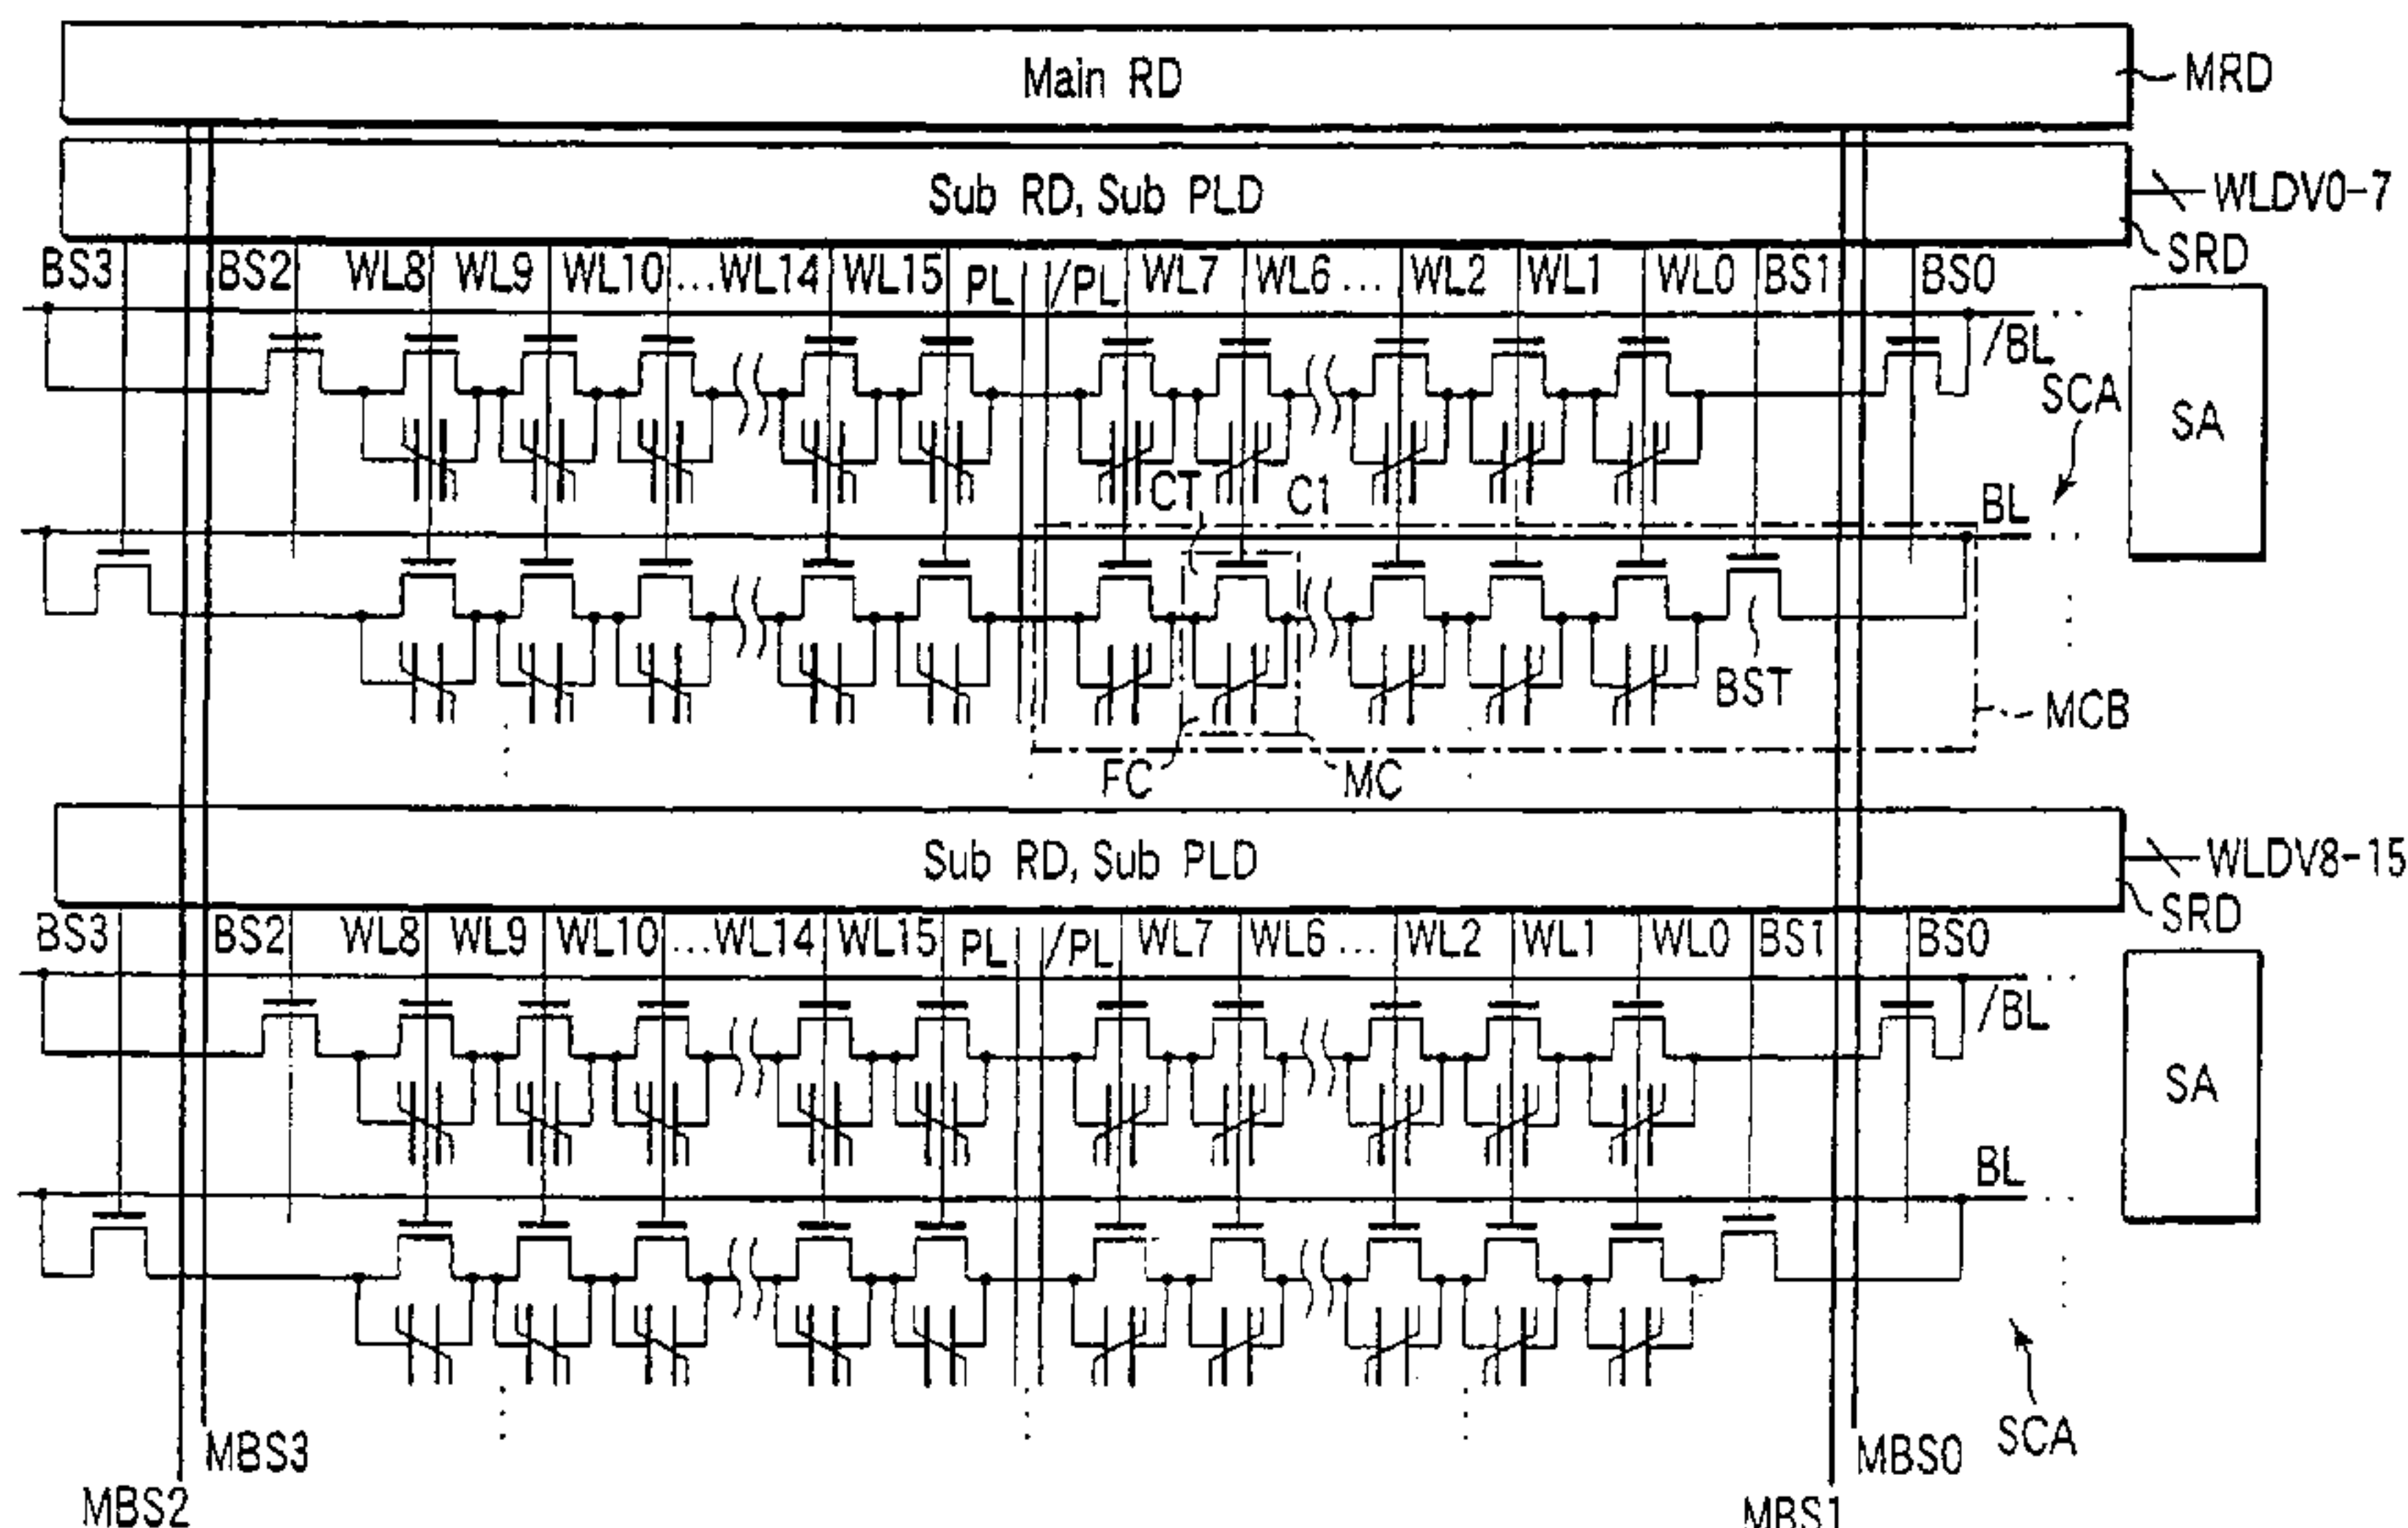 Main RD
MRD
Sub RD, Sub PLD
WLDV0-7
SRD
BS3 BS2 WL8 WL9 WL10 ...WL14 WL15 PL /PL WL7 WL6 ... WL2 WL1 WL0 BS1 BS0
/BL
SCA
SA
CT C1
BL
BST
MCB
FC MC
Sub RD, Sub PLD
WLDV8-15
SRD
BS3 BS2 WL8 WL9 WL10 ...WL14 WL15 PL /PL WL7 WL6 ... WL2 WL1 WL0 BS1 BS0
/BL
SA
BL
SCA
MBS3 MBS0
MBS2 MBS1